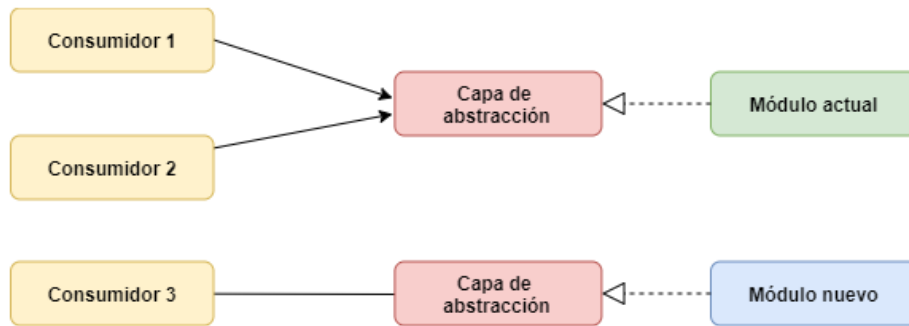 Consumidor 1
Capa de
abstracción
Módulo actual
Consumidor 2
Consumidor 3
Capa de
abstracción
Módulo nuevo